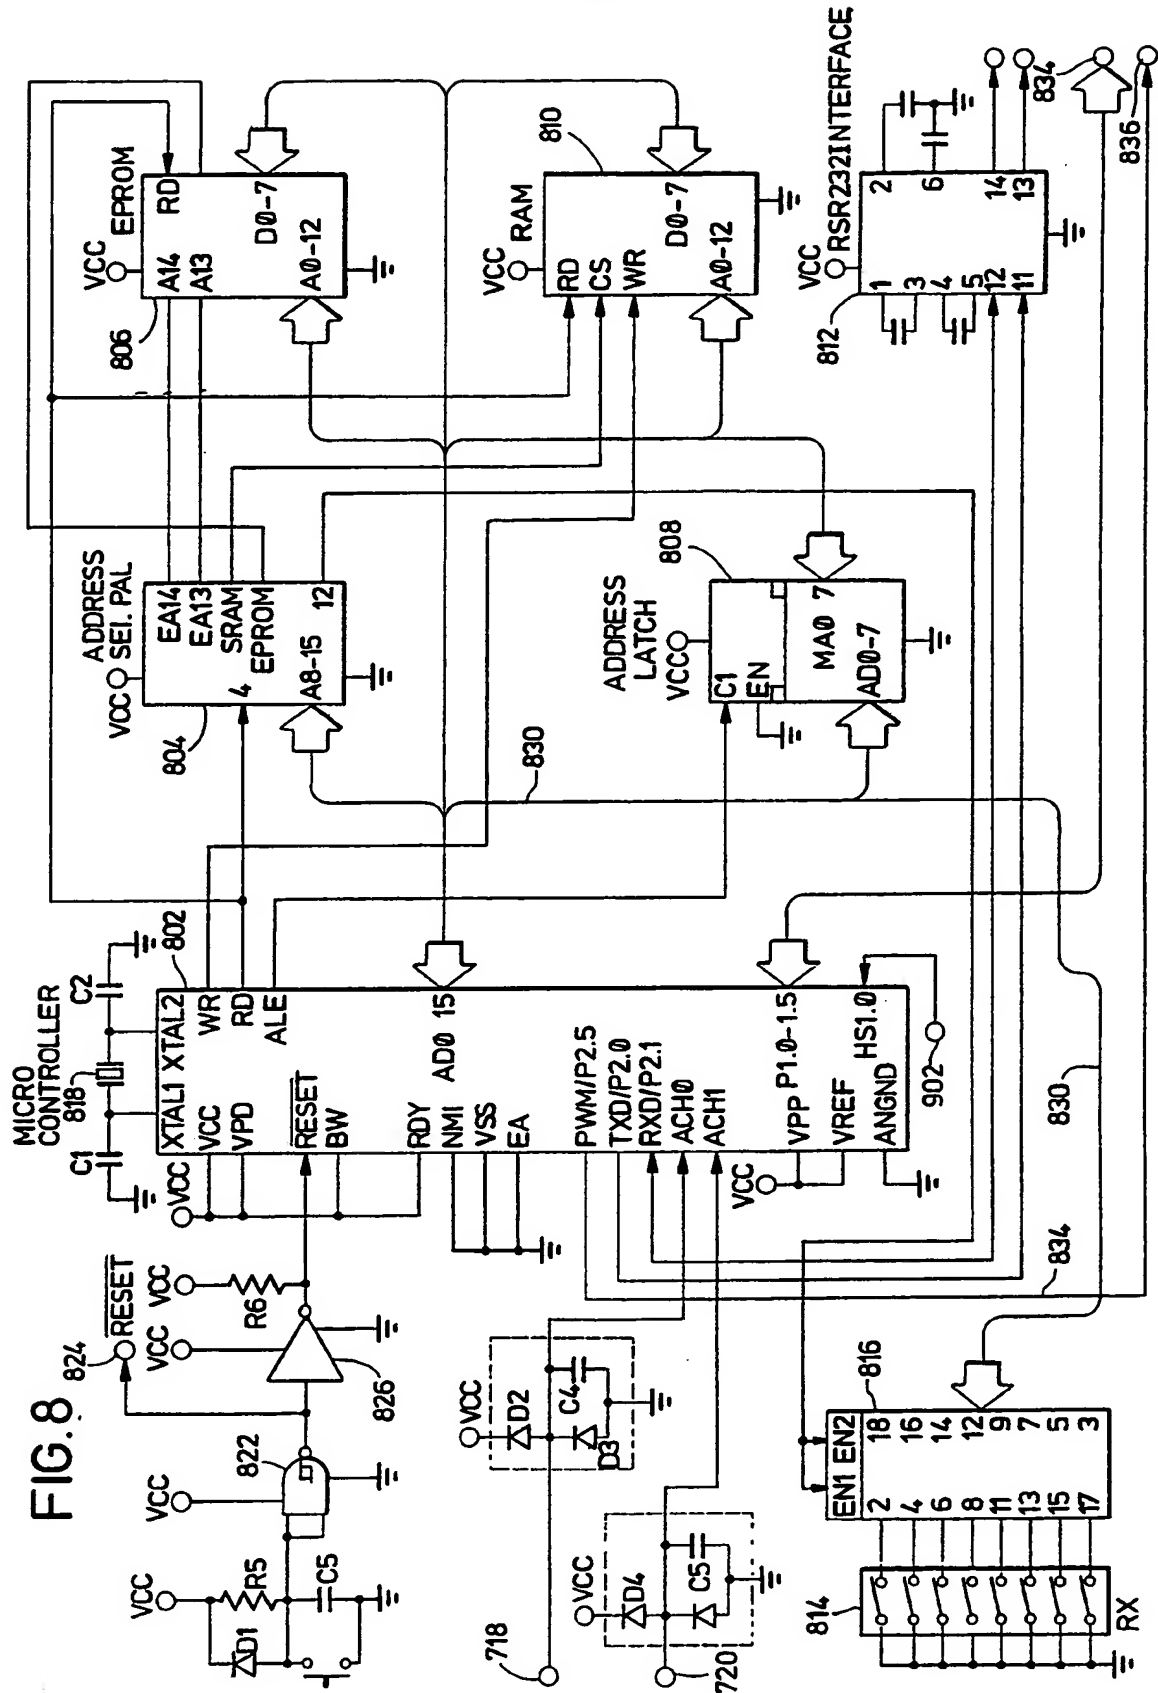 FIG. 8
VCC
R5
D1
C5
VCC
822
824
RESET
VCC
VCC
R6
826
718
VCC
D2
C4
D3
720
VCC
D4
C5
814
RX
2
4
6
8
11
13
15
17
EN1 EN2
18
16
14
12
9
7
5
3
816
834
830
MICRO
CONTROLLER
818
C1
C2
802
XTAL1 XTAL2
VCC
VCC
VPD
RESET
BW
RDY
NMI
VSS
EA
WR
RD
ALE
AD0 15
PWM/P2.5
TXD/P2.0
RXD/P2.1
ACH0
ACH1
VCC
VPP P1.0-1.5
VREF
ANGND
HS1.0
902
830
ADDRESS
SEI. PAL
VCC
804
4
A8-15
EA14
EA13
SRAM
EPROM
12
ADDRESS
LATCH
VCC
808
C1
EN
MA0 7
AD0-7
VCC
EPROM
806
A14
A13
RD
D0-7
A0-12
VCC
RAM
810
RD
CS
WR
D0-7
A0-12
VCC
RSR232INTERFACE
812
1
3
4
5
12
11
2
6
14
13
834
836